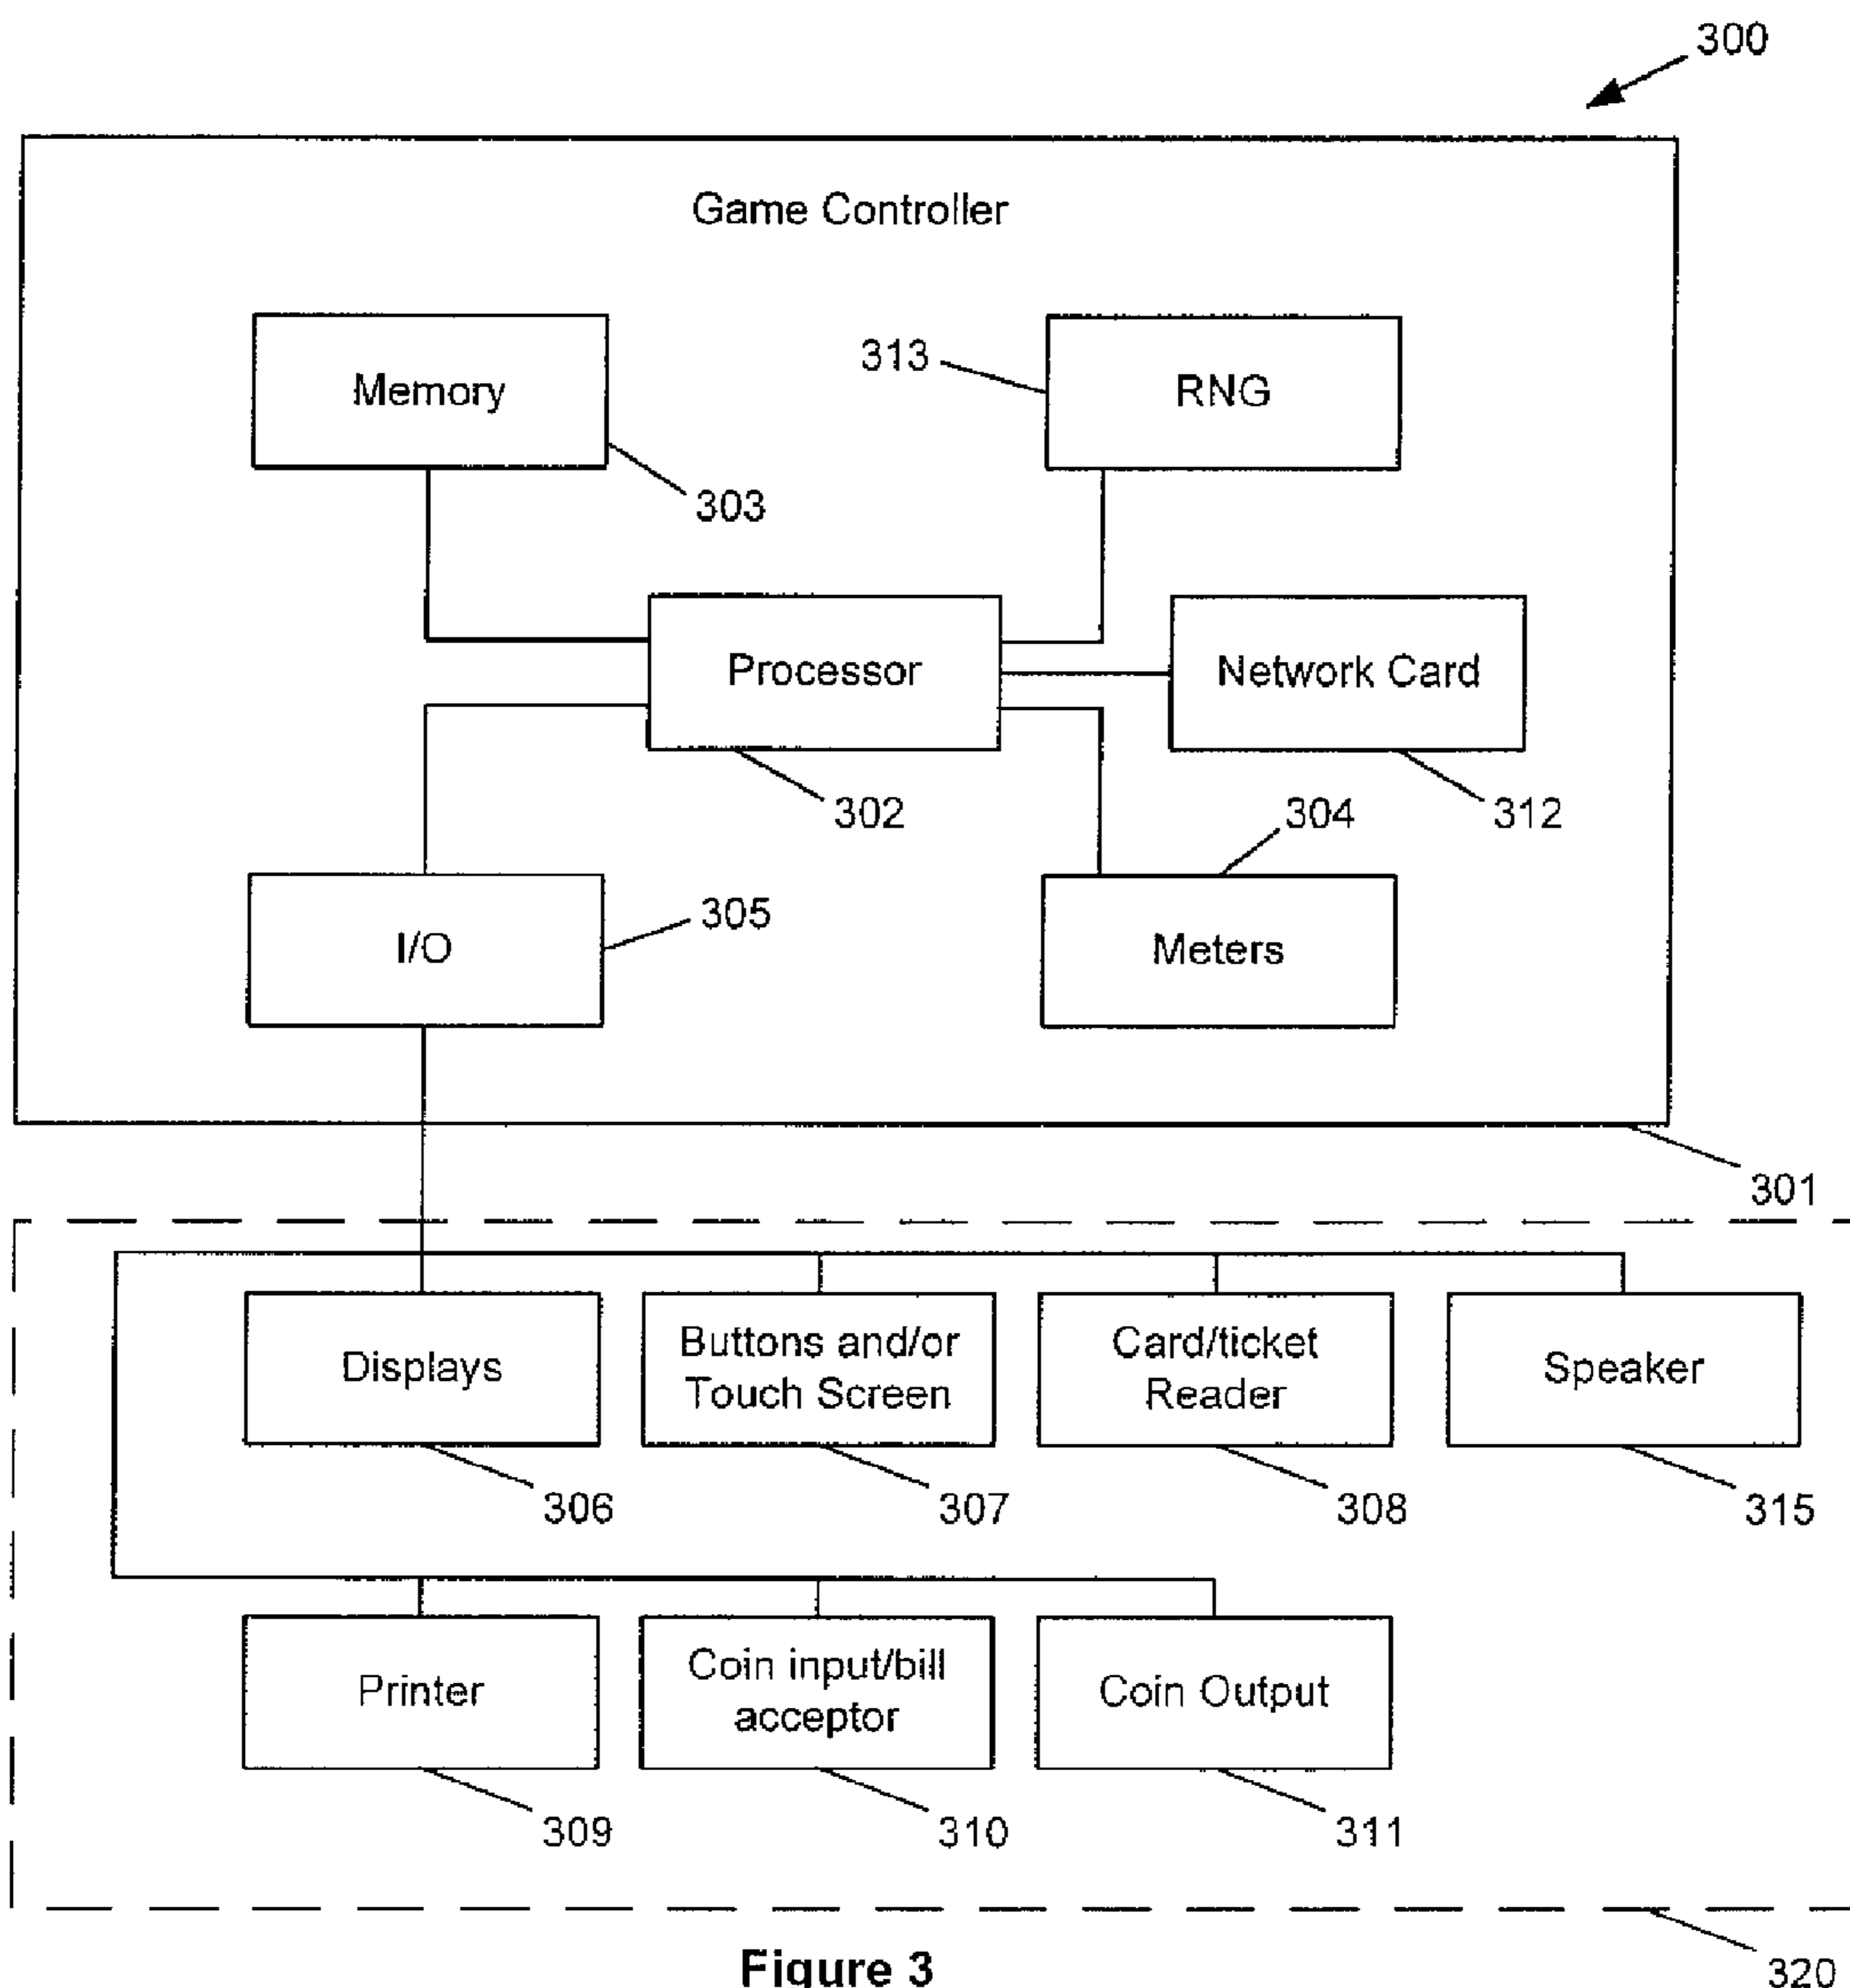 300
Game Controller
Memory
313
RNG
303
Processor
Network Card
302
304
312
I/O
305
Meters
301
Displays
Buttons and/or
Touch Screen
Card/ticket
Reader
Speaker
306
307
308
315
Printer
Coin input/bill
acceptor
Coin Output
309
310
311
Figure 3
320